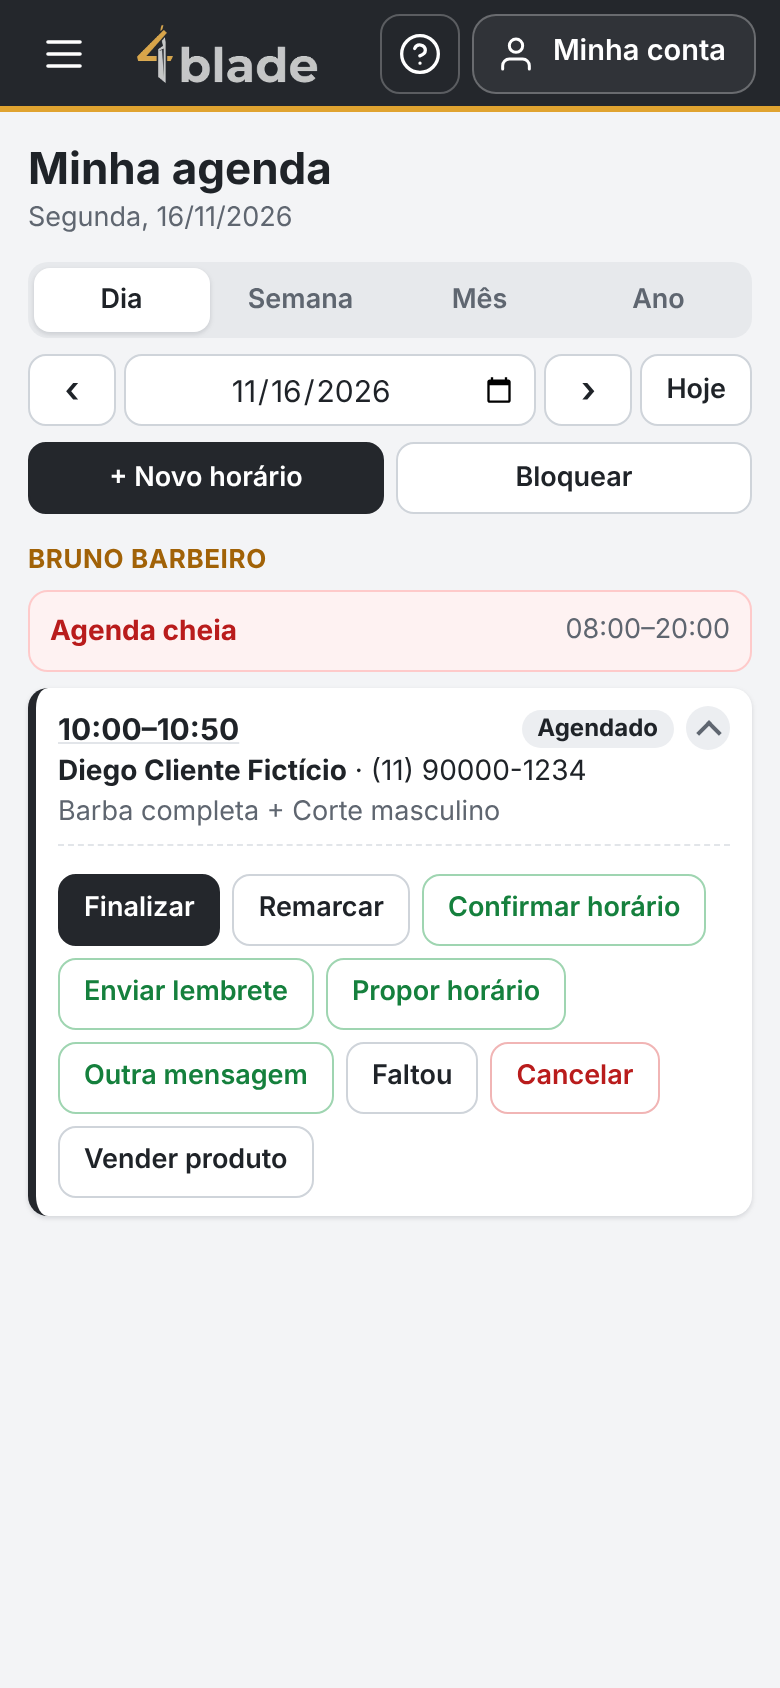 4blade
Minha conta
Minha agenda
Segunda, 16/11/2026
Dia Semana Mês Ano
‹ 11/16/2026 › Hoje
+ Novo horário Bloquear
BRUNO BARBEIRO
Agenda cheia 08:00–20:00
10:00–10:50 Agendado
Diego Cliente Fictício · (11) 90000-1234
Barba completa + Corte masculino
Finalizar Remarcar Confirmar horário
Enviar lembrete Propor horário
Outra mensagem Faltou Cancelar
Vender produto